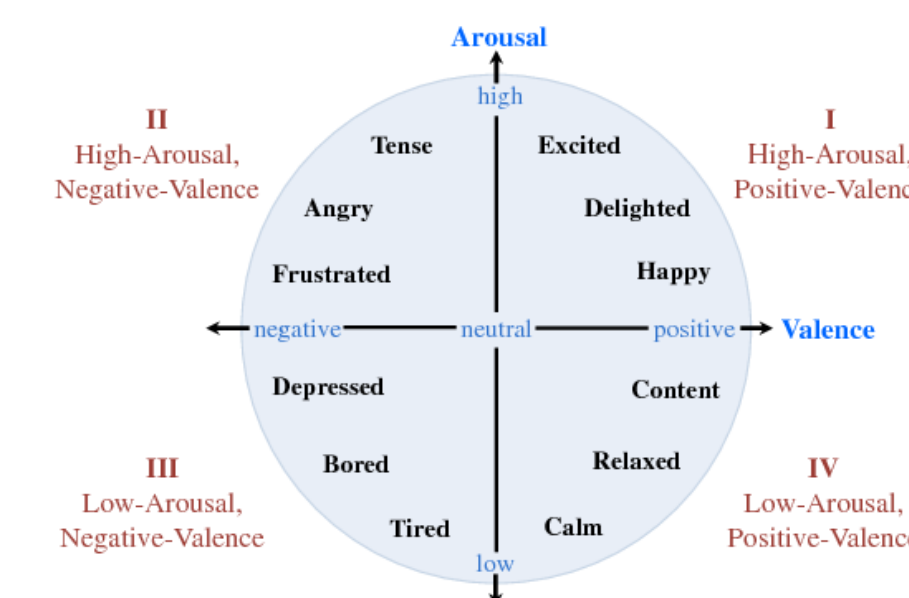 Arousal
high
II
High-Arousal,
Negative-Valence
I
High-Arousal,
Positive-Valenc
Tense
Excited
Angry
Delighted
Frustrated
Happy
negative
neutral
positive
Valence
Depressed
Content
Bored
Relaxed
III
Low-Arousal,
Negative-Valence
IV
Low-Arousal,
Positive-Valence
Tired
Calm
low